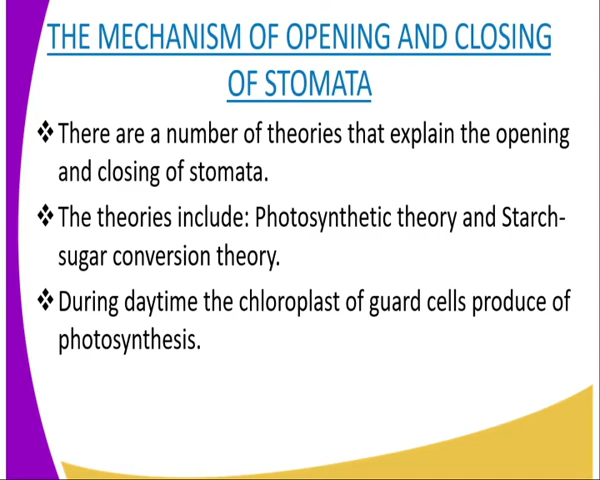 THE MECHANISM OF OPENING AND CLOSING
OF STOMATA
❖There are a number of theories that explain the opening
and closing of stomata.
❖The theories include: Photosynthetic theory and Starch-
sugar conversion theory.
❖During daytime the chloroplast of guard cells produce of
photosynthesis.